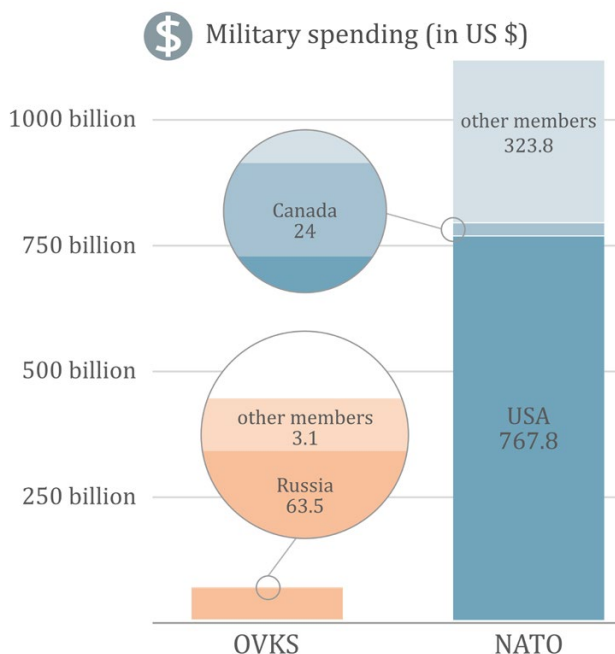 $ Military spending (in US $)
1000 billion
750 billion
500 billion
250 billion
other members
323.8
Canada
24
USA
767.8
other members
3.1
Russia
63.5
OVKS
NATO